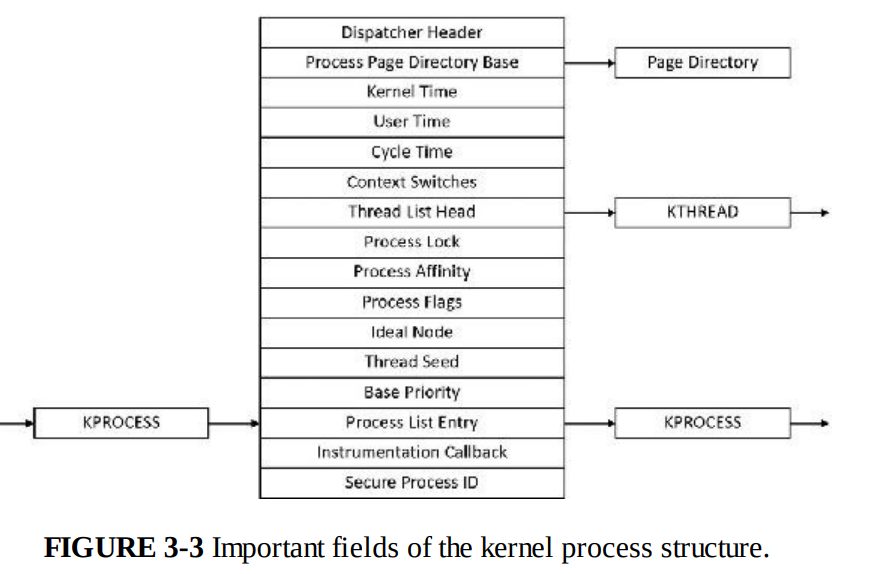 Dispatcher Header
Process Page Directory Base
Page Directory
Kernel Time
User Time
Cycle Time
Context Switches
Thread List Head
KTHREAD
Process Lock
Process Affinity
Process Flags
Ideal Node
Thread Seed
Base Priority
KPROCESS
Process List Entry
KPROCESS
Instrumentation Callback
Secure Process ID
FIGURE 3-3 Important fields of the kernel process structure.